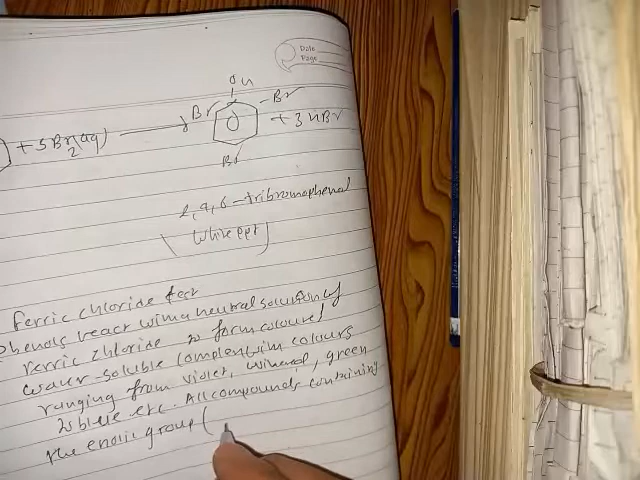 Date
Page
OH
Br Br
+3Br2(aq) → + 3HBr
Br
2,4,6-tribromophenol
(white ppt)
Ferric chloride test
Phenols react with a neutral solution of
Ferric chloride to form coloured
water-soluble complex with colours
ranging from violet, , green
to blue etc. All compounds containing
the enolic group (